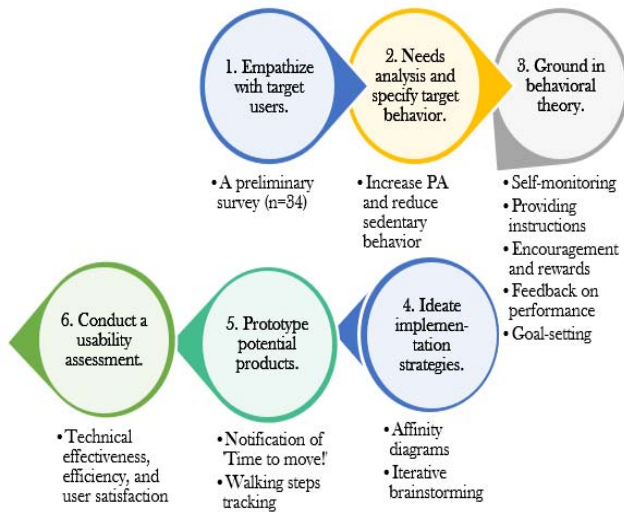 1. Empathize
with target
users.
2. Needs
analysis and
specify target
behavior.
3. Ground in
behavioral
theory.
• A preliminary
survey (n=34)
• Increase PA
and reduce
sedentary
behavior
• Self-monitoring
• Providing
instructions
• Encouragement
and rewards
• Feedback on
performance
• Goal-setting
4. Ideate
implemen-
tation
strategies.
5. Prototype
potential
products.
6. Conduct a
usability
assessment.
• Affinity
diagrams
• Iterative
brainstorming
• Notification of
'Time to move!'
• Walking steps
tracking
• Technical
effectiveness,
efficiency, and
user satisfaction